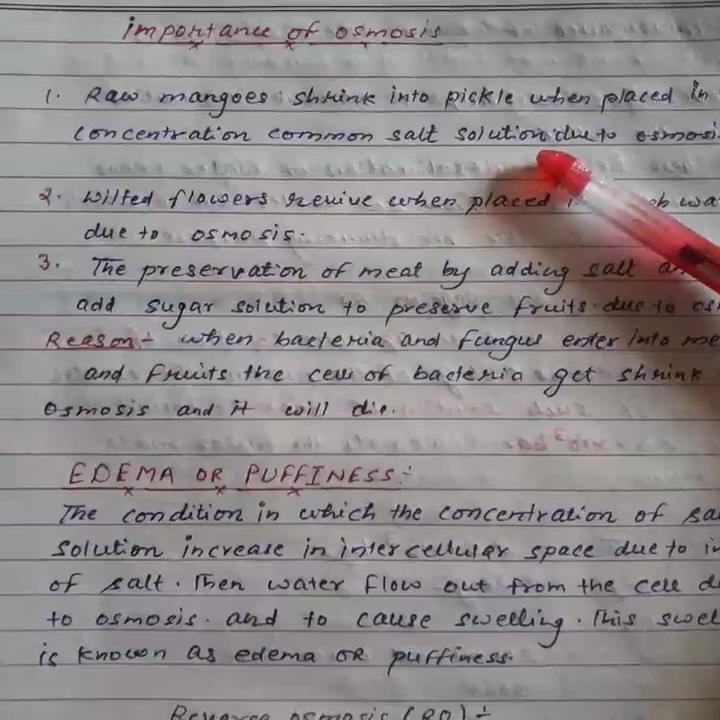 importance of osmosis
1. Raw mangoes shrink into pickle when placed in
concentration common salt solution due to osmosis
2. Wilted flowers revive when placed
due to osmosis.
3. The preservation of meat by adding salt
add sugar solution to preserve fruits due to
Reason:- when bacteria and fungus enter into
and fruits the cell of bacteria get shrink
osmosis and it will die.
EDEMA OR PUFFINESS:-
The condition in which the concentration of
solution increase in intercellular space due to
of salt. Then water flow out from the cell
to osmosis. and to cause swelling. This
is known as edema OR puffiness.
Reverse osmosis (RO):-